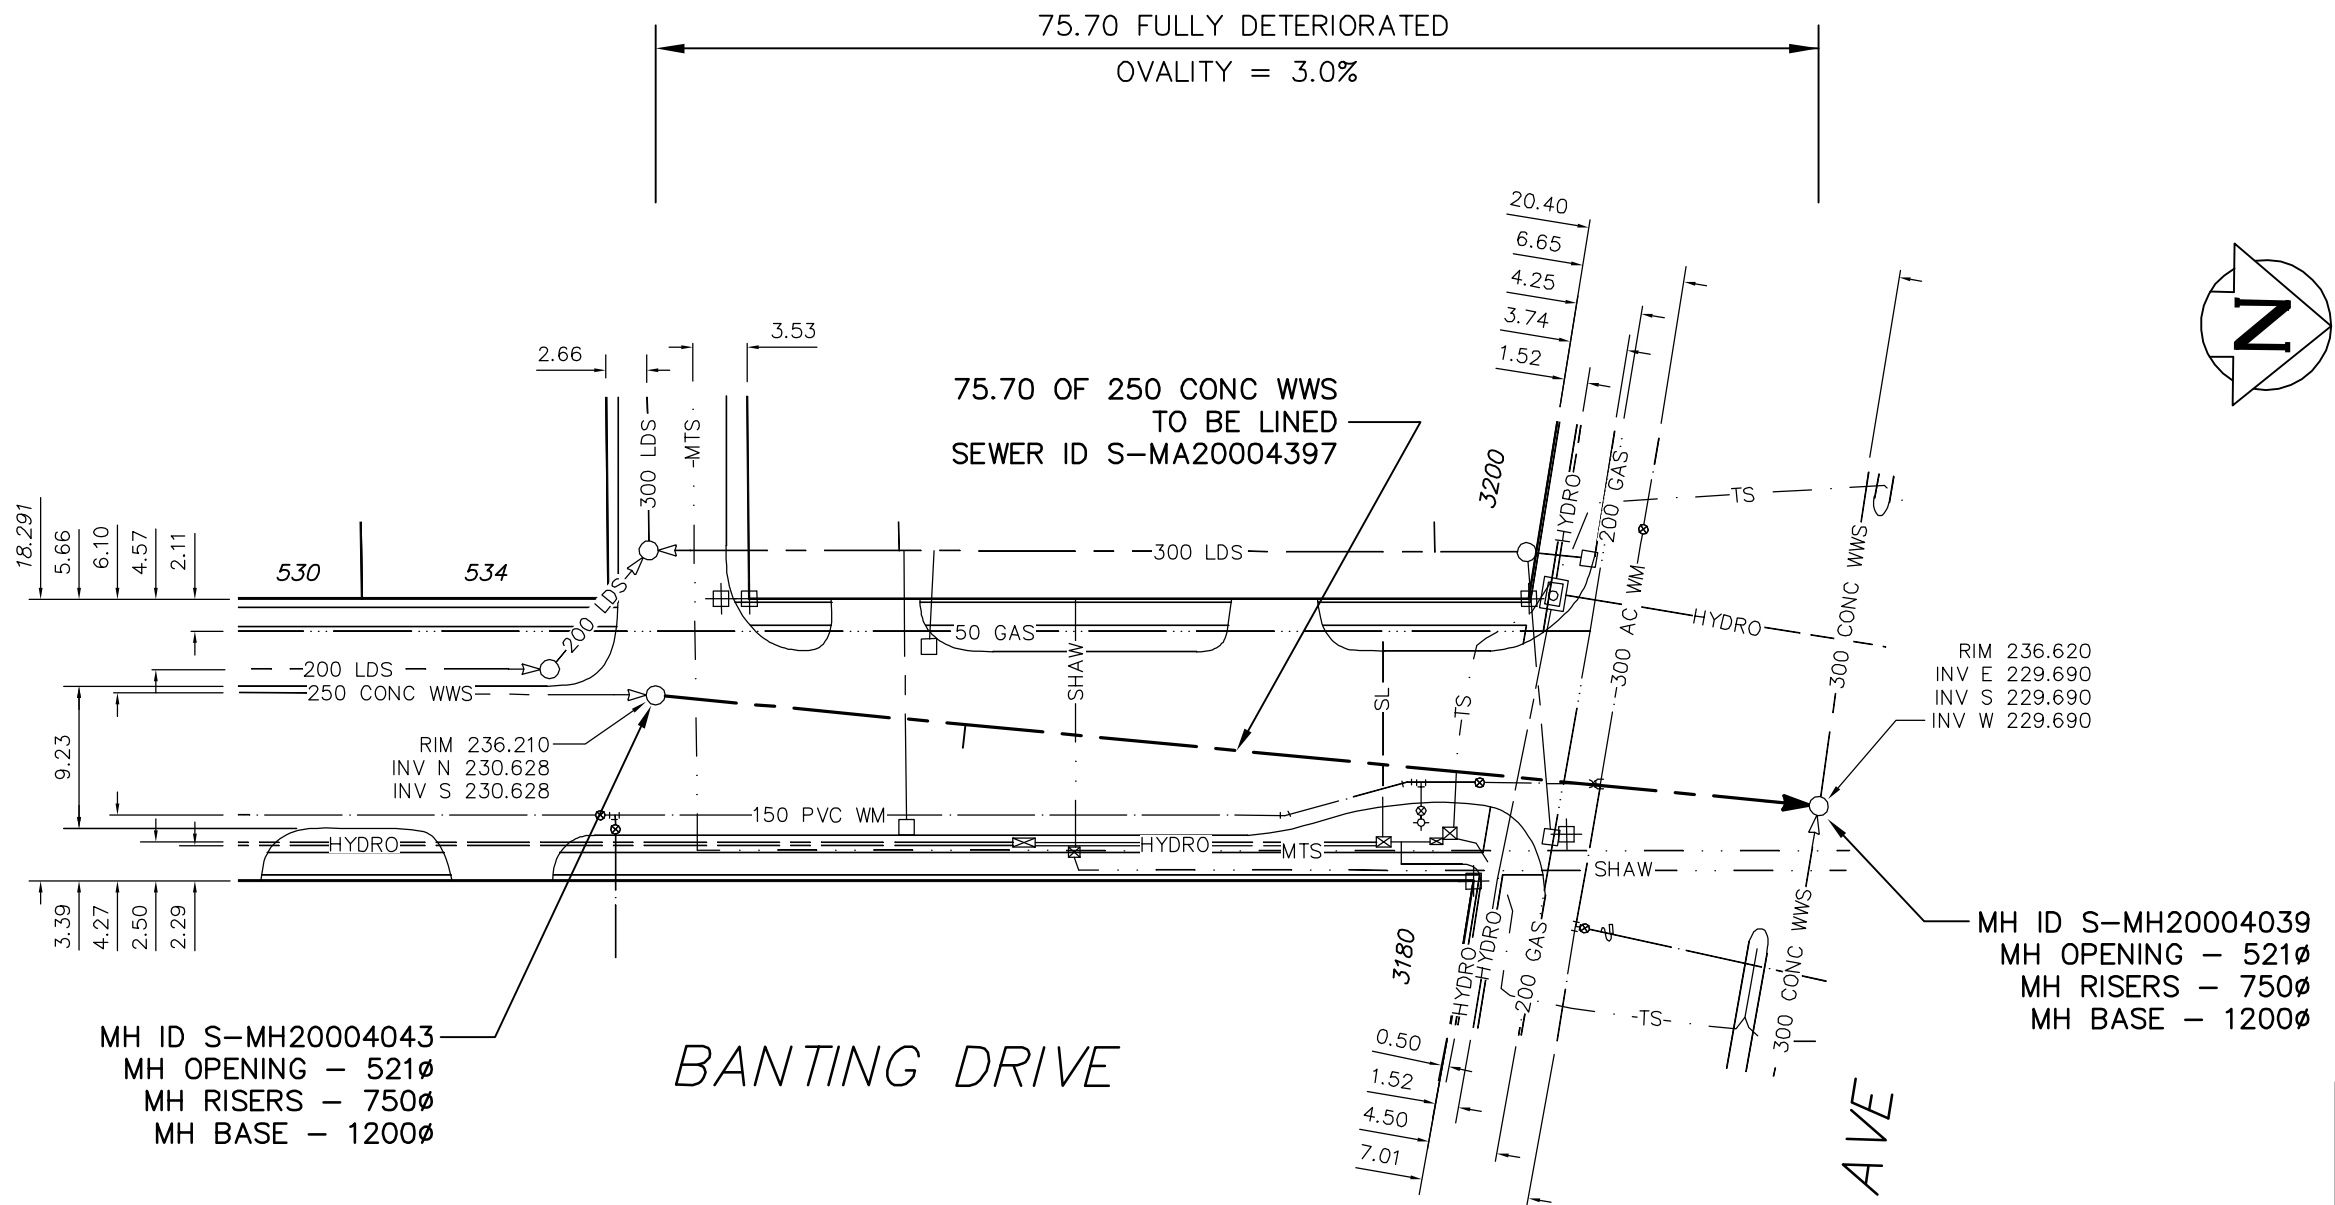 75.70 FULLY DETERIORATED
OVALITY = 3.0%
20.40
6.65
4.25
3.74
1.52
N
2.66
3.53
300 LDS
MTS
75.70 OF 250 CONC WWS
TO BE LINED
SEWER ID S-MA20004397
3200
HYDRO
200 GAS
TS
300 CONC WWS
18.291
5.66
6.10
4.57
2.11
530
534
200 LDS
300 LDS
300 AC WM
HYDRO
50 GAS
SHAW
SL
TS
200 LDS
250 CONC WWS
RIM 236.620
INV E 229.690
INV S 229.690
INV W 229.690
RIM 236.210
INV N 230.628
INV S 230.628
9.23
150 PVC WM
HYDRO
HYDRO
MTS
SHAW
3.39
4.27
2.50
2.29
3180
HYDRO
HYDRO
200 GAS
TS
300 CONC WWS
MH ID S-MH20004039
MH OPENING - 521ø
MH RISERS - 750ø
MH BASE - 1200ø
MH ID S-MH20004043
MH OPENING - 521ø
MH RISERS - 750ø
MH BASE - 1200ø
BANTING DRIVE
0.50
1.52
4.50
7.01
AVE